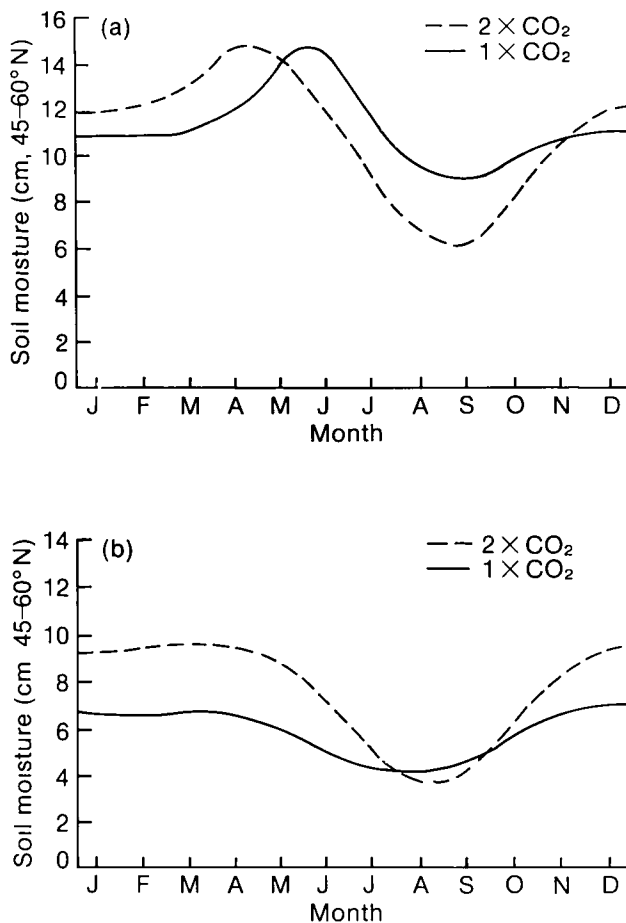 (a)
2 × CO₂
1 × CO₂
Soil moisture (cm, 45–60°N)
16
14
12
10
8
6
4
2
0
J F M A M J J A S O N D
Month
(b)
2 × CO₂
1 × CO₂
Soil moisture (cm 45–60°N)
14
12
10
8
6
4
2
0
J F M A M J J A S O N D
Month